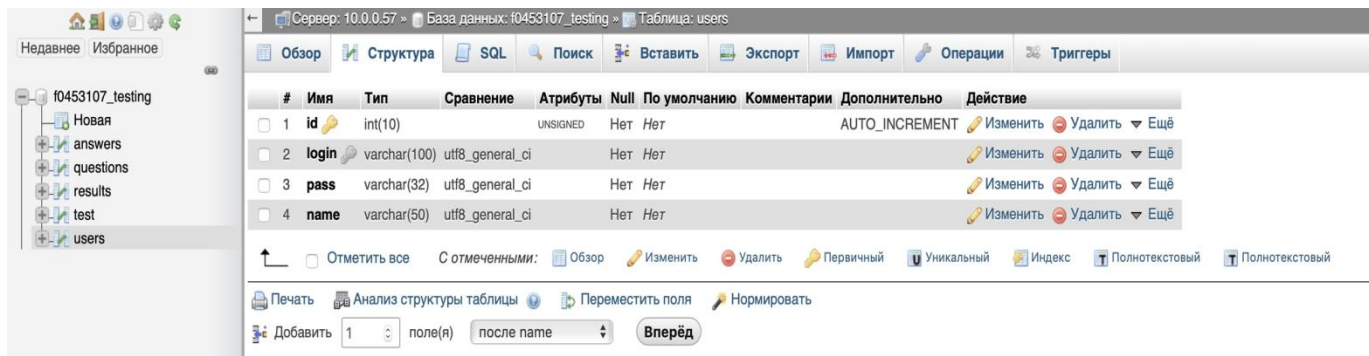 ← Сервер: 10.0.0.57 » База данных: f0453107_testing » Таблица: users
Недавнее Избранное
f0453107_testing
Новая
answers
questions
results
test
users
Обзор Структура SQL Поиск Вставить Экспорт Импорт Операции Триггеры
# Имя Тип Сравнение Атрибуты Null По умолчанию Комментарии Дополнительно Действие
1 id int(10) UNSIGNED Нет Нет AUTO_INCREMENT Изменить Удалить Ещё
2 login varchar(100) utf8_general_ci Нет Нет Изменить Удалить Ещё
3 pass varchar(32) utf8_general_ci Нет Нет Изменить Удалить Ещё
4 name varchar(50) utf8_general_ci Нет Нет Изменить Удалить Ещё
Отметить все С отмеченными: Обзор Изменить Удалить Первичный Уникальный Индекс Полнотекстовый Полнотекстовый
Печать Анализ структуры таблицы Переместить поля Нормировать
Добавить 1 поле(я) после name Вперёд